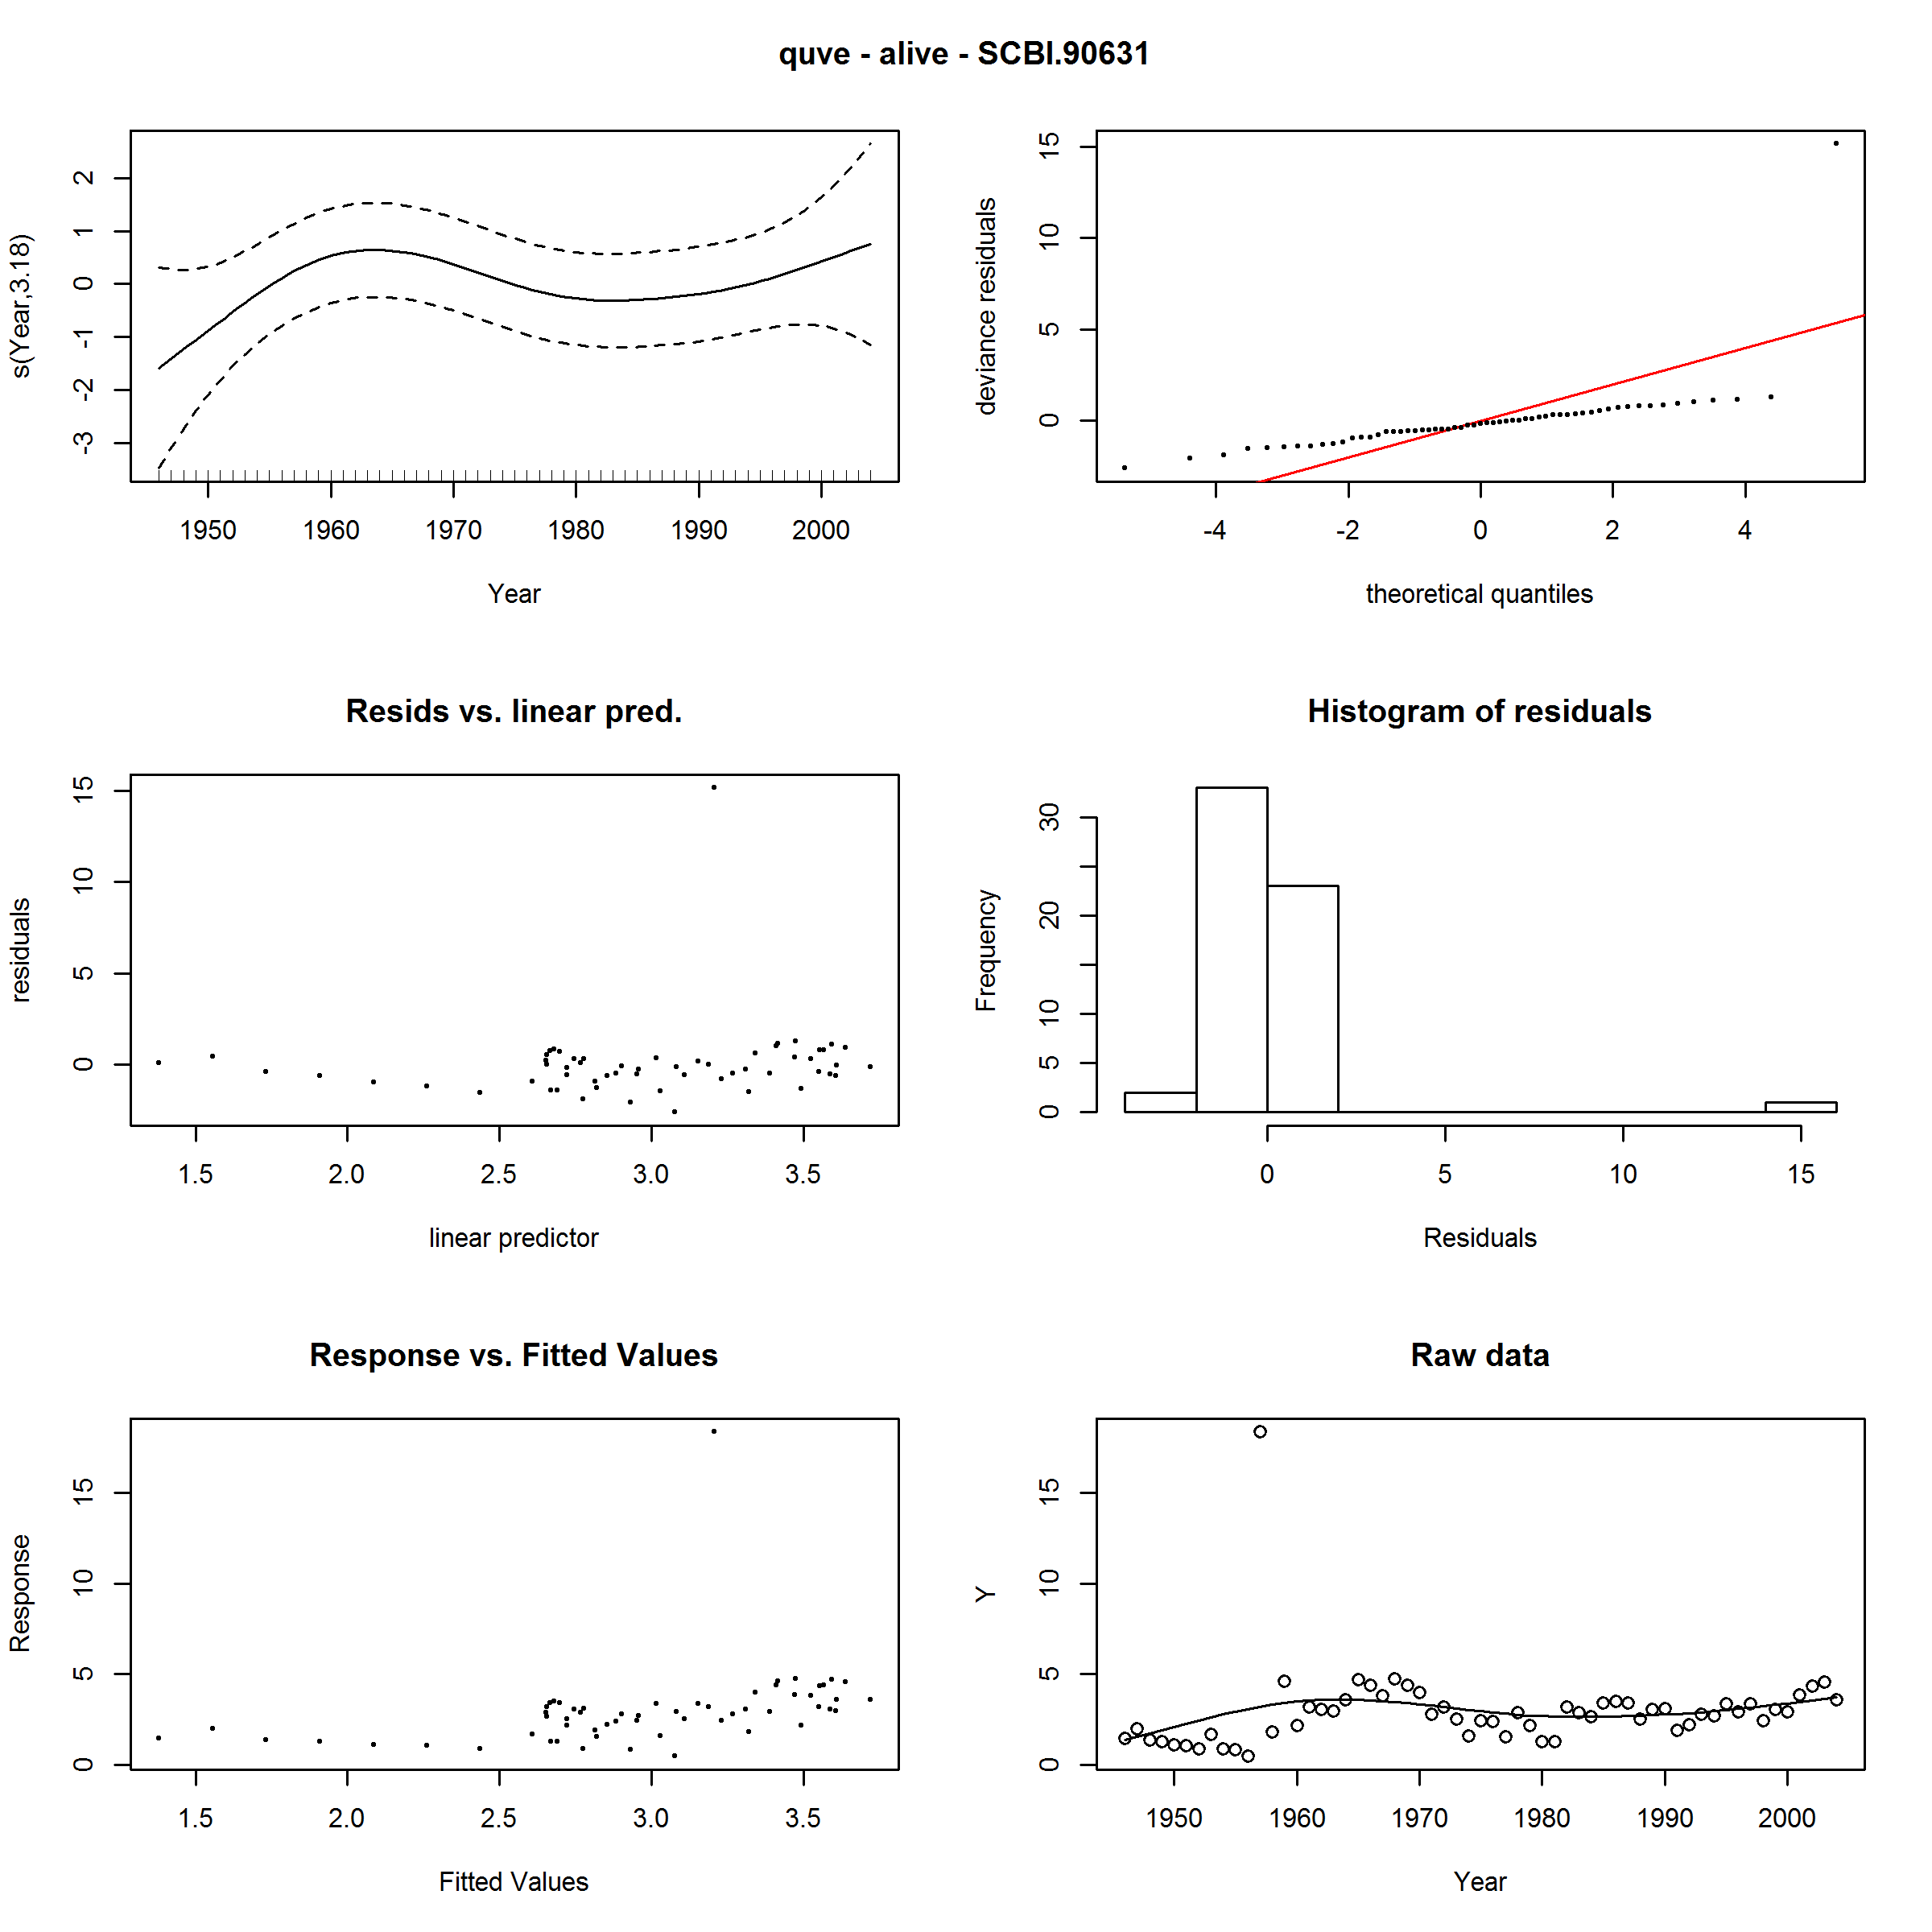 quve - alive - SCBI.90631
s(Year,3.18)
2
1
0
-1
-2
-3
1950 1960 1970 1980 1990 2000
Year
deviance residuals
15
10
5
0
-4 -2 0 2 4
theoretical quantiles
Resids vs. linear pred.
residuals
15
10
5
0
1.5 2.0 2.5 3.0 3.5
linear predictor
Histogram of residuals
Frequency
30
20
10
5
0
0 5 10 15
Residuals
Response vs. Fitted Values
Response
15
10
5
0
1.5 2.0 2.5 3.0 3.5
Fitted Values
Raw data
Y
15
10
5
0
1950 1960 1970 1980 1990 2000
Year